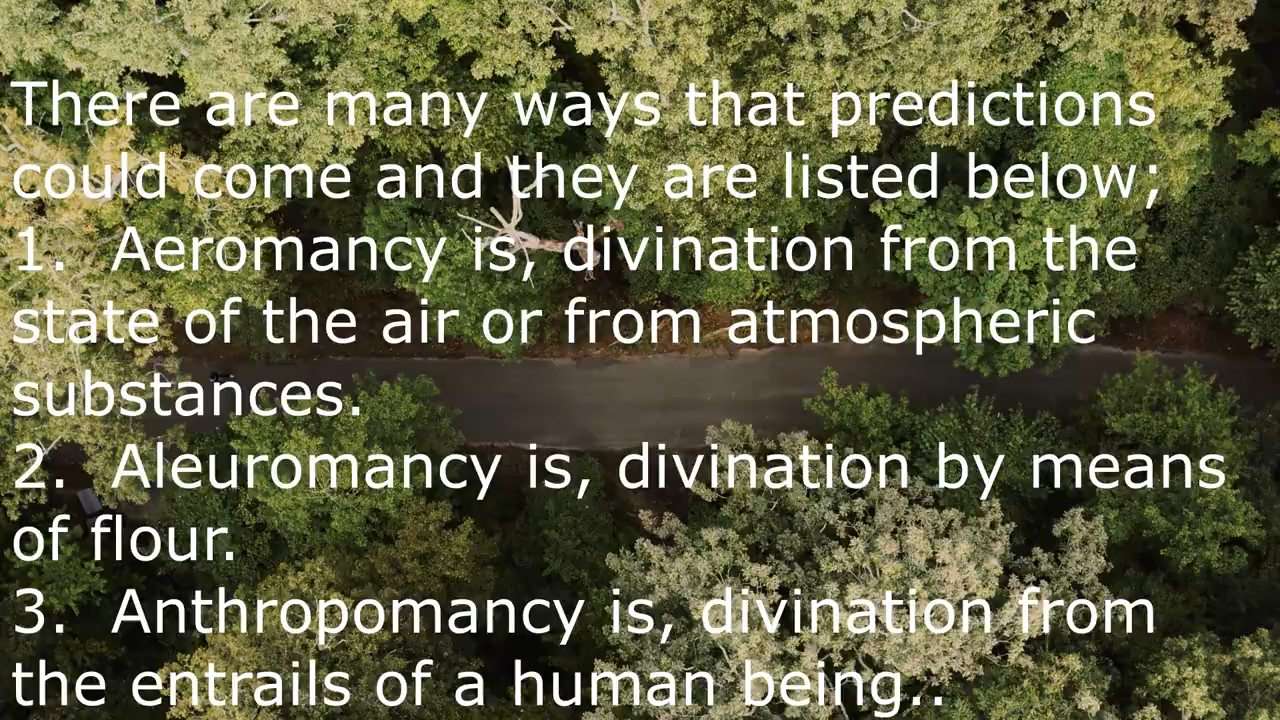 There are many ways that predictions
could come and they are listed below;
1.  Aeromancy is, divination from the
state of the air or from atmospheric
substances.
2.  Aleuromancy is, divination by means
of flour.
3.  Anthropomancy is, divination from
the entrails of a human being..